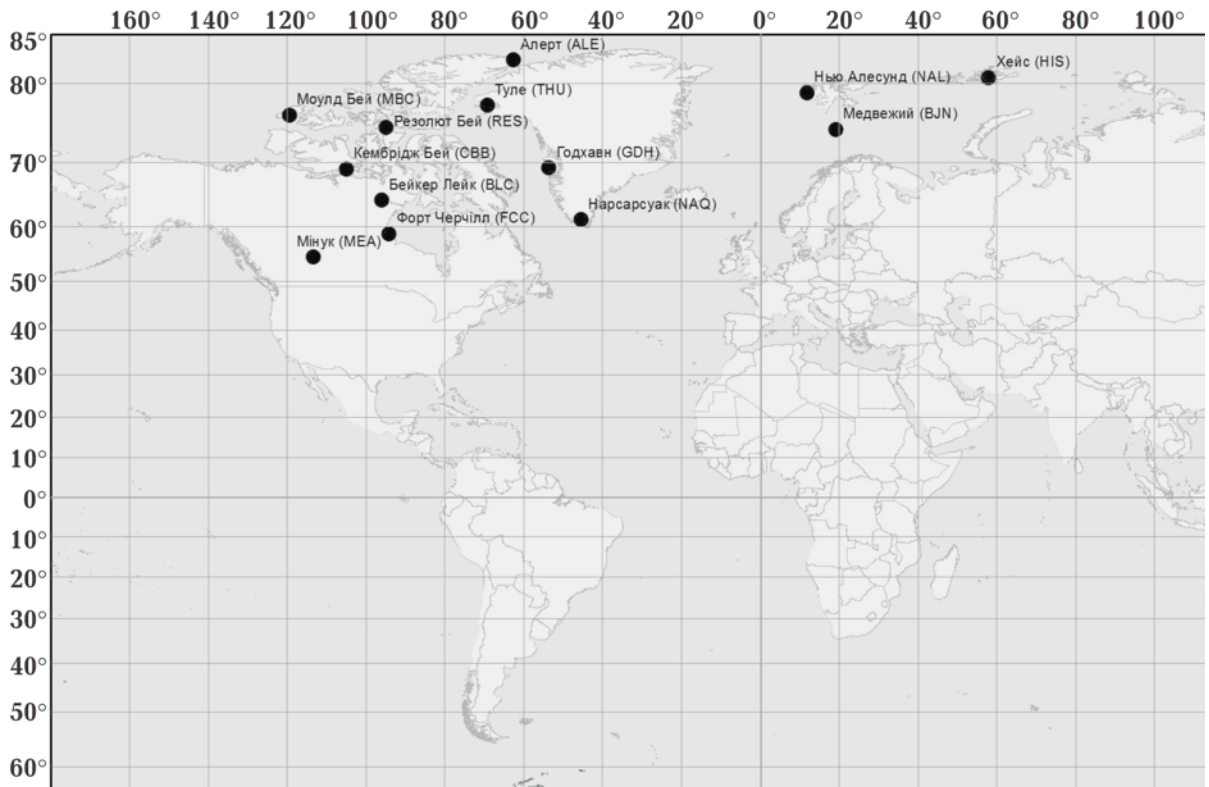 160° 140° 120° 100° 80° 60° 40° 20° 0° 20° 40° 60° 80° 100°
85°
Алерт (ALE)
Хейс (HIS)
Нью Алесунд (NAL)
80°
Туле (THU)
Моулд Бей (MBC)
Медвежий (BJN)
Резолют Бей (RES)
Кембрідж Бей (CBB)
Годхавн (GDH)
70°
Бейкер Лейк (BLC)
Нарсарсуак (NAQ)
Форт Черчілл (FCC)
60°
Мінук (MEA)
50°
40°
30°
20°
10°
0°
10°
20°
30°
40°
50°
60°